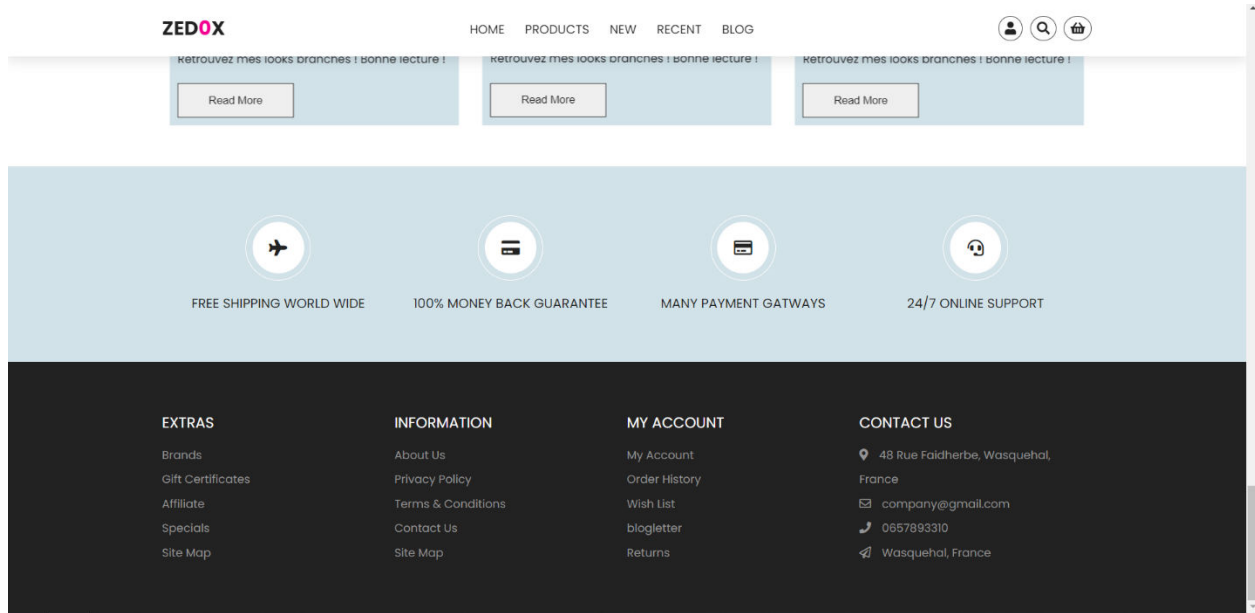 ZEDOX
HOME PRODUCTS NEW RECENT BLOG
Retrouvez mes looks branchés ! Bonne lecture !
Retrouvez mes looks branchés ! Bonne lecture !
Retrouvez mes looks branchés ! Bonne lecture !
Read More
Read More
Read More
FREE SHIPPING WORLD WIDE
100% MONEY BACK GUARANTEE
MANY PAYMENT GATWAYS
24/7 ONLINE SUPPORT
EXTRAS
Brands
Gift Certificates
Affiliate
Specials
Site Map
INFORMATION
About Us
Privacy Policy
Terms & Conditions
Contact Us
Site Map
MY ACCOUNT
My Account
Order History
Wish List
blogletter
Returns
CONTACT US
48 Rue Faidherbe, Wasquehal,
France
company@gmail.com
0657893310
Wasquehal, France